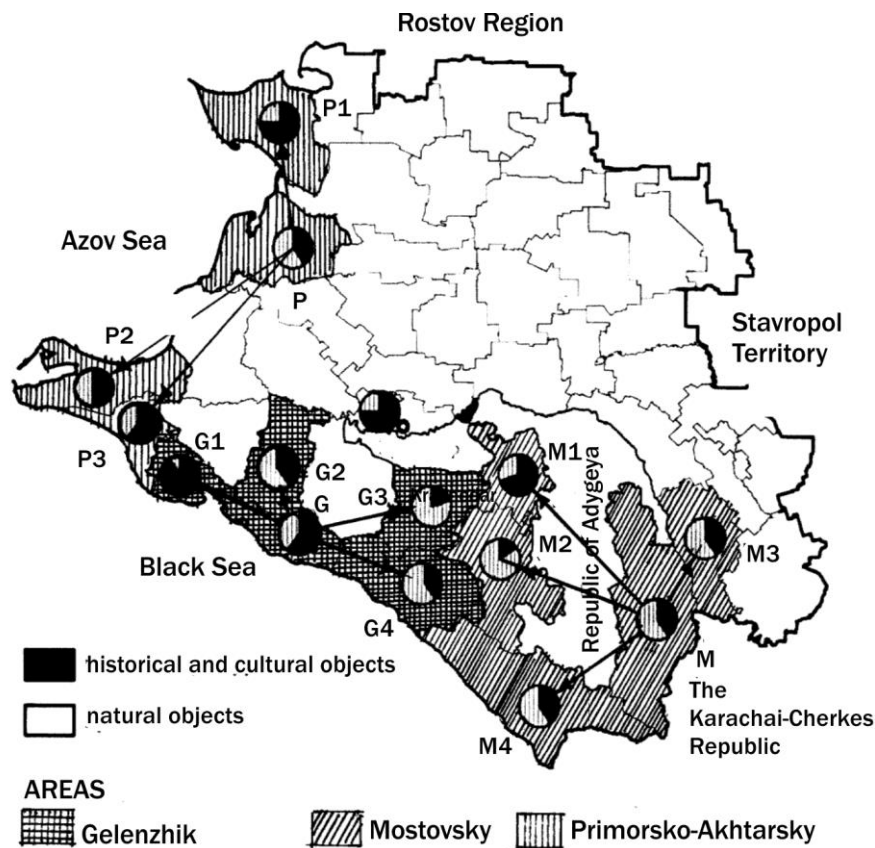 Rostov Region
P1
Azov Sea
P
P2
Stavropol
Territory
P3
G1
G2
G
G3
M1
M2
M3
Republic of Adygeya
Black Sea
G4
M
The
Karachai-Cherkes
Republic
M4
historical and cultural objects
natural objects
AREAS
Gelenzhik
Mostovsky
Primorsko-Akhtarsky